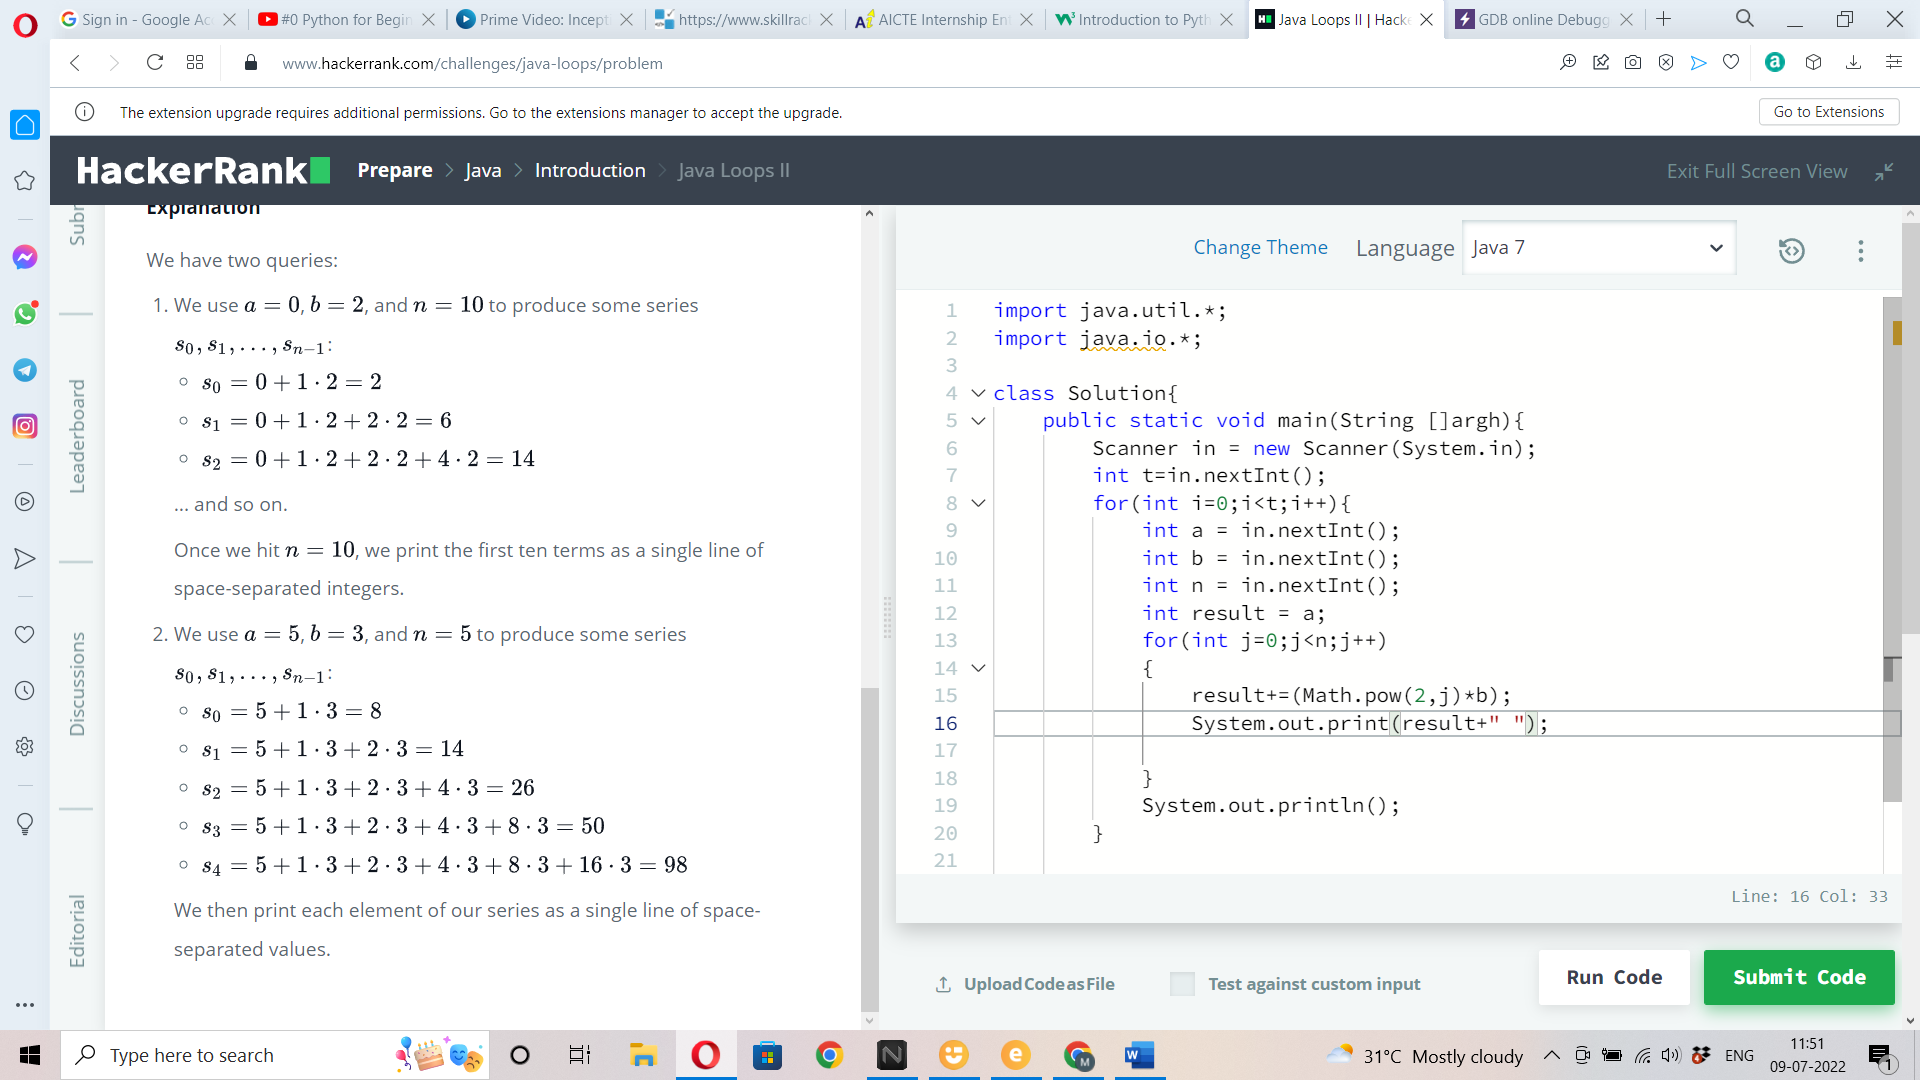 Sign in - Google Ac
#0 Python for Begin
Prime Video: Incept
https://www.skillrac
AICTE Internship En
Introduction to Pyth
Java Loops II | Hack
GDB online Debugg
www.hackerrank.com/challenges/java-loops/problem
The extension upgrade requires additional permissions. Go to the extensions manager to accept the upgrade.
Go to Extensions
HackerRank
Prepare > Java > Introduction > Java Loops II
Exit Full Screen View
Subr
Leaderboard
Discussions
Editorial
Explanation
We have two queries:
1. We use a = 0, b = 2, and n = 10 to produce some series
s₀, s₁, . . . , sₙ₋₁:
s₀ = 0 + 1 · 2 = 2
s₁ = 0 + 1 · 2 + 2 · 2 = 6
s₂ = 0 + 1 · 2 + 2 · 2 + 4 · 2 = 14
... and so on.
Once we hit n = 10, we print the first ten terms as a single line of
space-separated integers.
2. We use a = 5, b = 3, and n = 5 to produce some series
s₀, s₁, . . . , sₙ₋₁:
s₀ = 5 + 1 · 3 = 8
s₁ = 5 + 1 · 3 + 2 · 3 = 14
s₂ = 5 + 1 · 3 + 2 · 3 + 4 · 3 = 26
s₃ = 5 + 1 · 3 + 2 · 3 + 4 · 3 + 8 · 3 = 50
s₄ = 5 + 1 · 3 + 2 · 3 + 4 · 3 + 8 · 3 + 16 · 3 = 98
We then print each element of our series as a single line of space-
separated values.
Change Theme Language Java 7
1 import java.util.*;
2 import java.io.*;
3
4 class Solution{
5 public static void main(String []argh){
6 Scanner in = new Scanner(System.in);
7 int t=in.nextInt();
8 for(int i=0;i<t;i++){
9 int a = in.nextInt();
10 int b = in.nextInt();
11 int n = in.nextInt();
12 int result = a;
13 for(int j=0;j<n;j++)
14 {
15 result+=(Math.pow(2,j)*b);
16 System.out.print(result+" ");
17
18 }
19 System.out.println();
20 }
21
Line: 16 Col: 33
Upload Code as File
Test against custom input
Run Code
Submit Code
Type here to search
31°C Mostly cloudy
ENG
11:51
09-07-2022
1